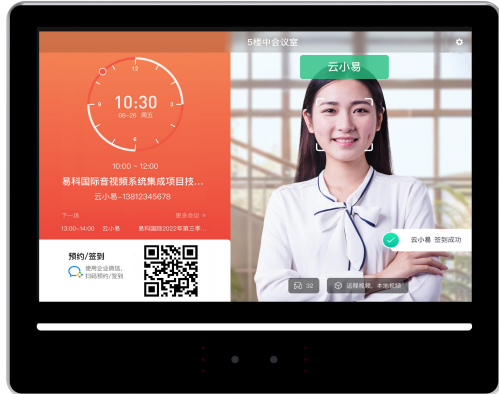 5楼中会议室
云小易
12
9
3
6
10:30
08-26 周五
10:00 ~ 12:00
易科国际音视频系统集成项目技...
云小易-13812345678
下一场
更多会议 >
13:00-14:00 云小易 易科国际2022年第三季...
预约/签到
使用企业微信,
扫码预约/签到
云小易 签到成功
32
远程视频、本地视频